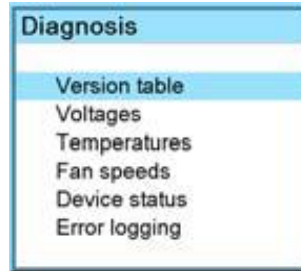 Diagnosis
Version table
Voltages
Temperatures
Fan speeds
Device status
Error logging